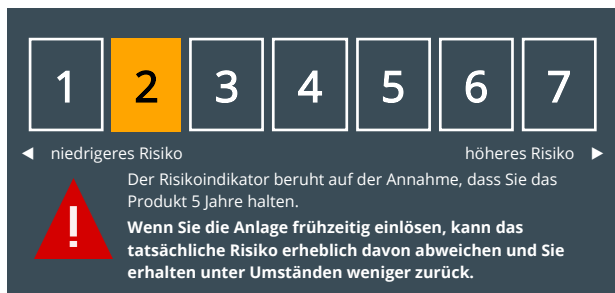 1 2 3 4 5 6 7
◄ niedrigeres Risiko höheres Risiko ►
Der Risikoindikator beruht auf der Annahme, dass Sie das
Produkt 5 Jahre halten.
!
Wenn Sie die Anlage frühzeitig einlösen, kann das
tatsächliche Risiko erheblich davon abweichen und Sie
erhalten unter Umständen weniger zurück.